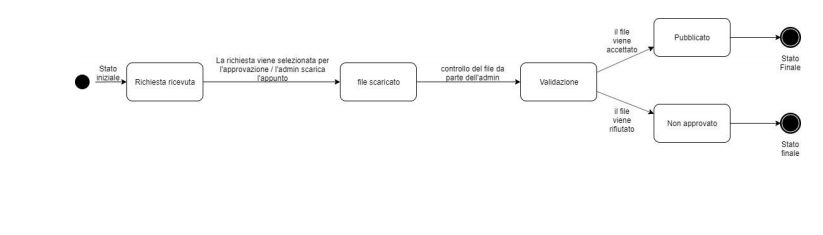 Stato
iniziale
Richiesta ricevuta
La richiesta viene selezionata per
l'approvazione / l'admin scarica
l'appunto
file scaricato
controllo del file da
parte dell'admin
Validazione
il file
viene
accettato
Pubblicato
Stato
Finale
il file
viene
rifiutato
Non approvato
Stato
finale